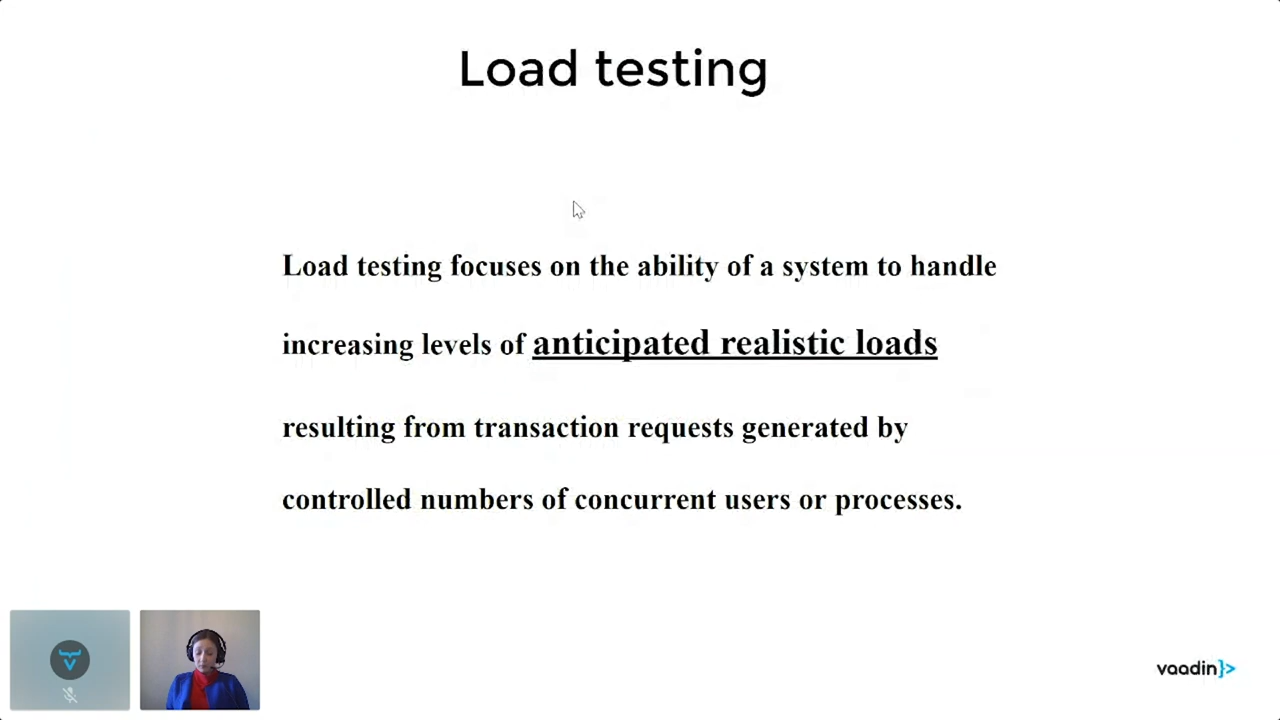 Load testing
Load testing focuses on the ability of a system to handle
increasing levels of anticipated realistic loads
resulting from transaction requests generated by
controlled numbers of concurrent users or processes.
vaadin}>